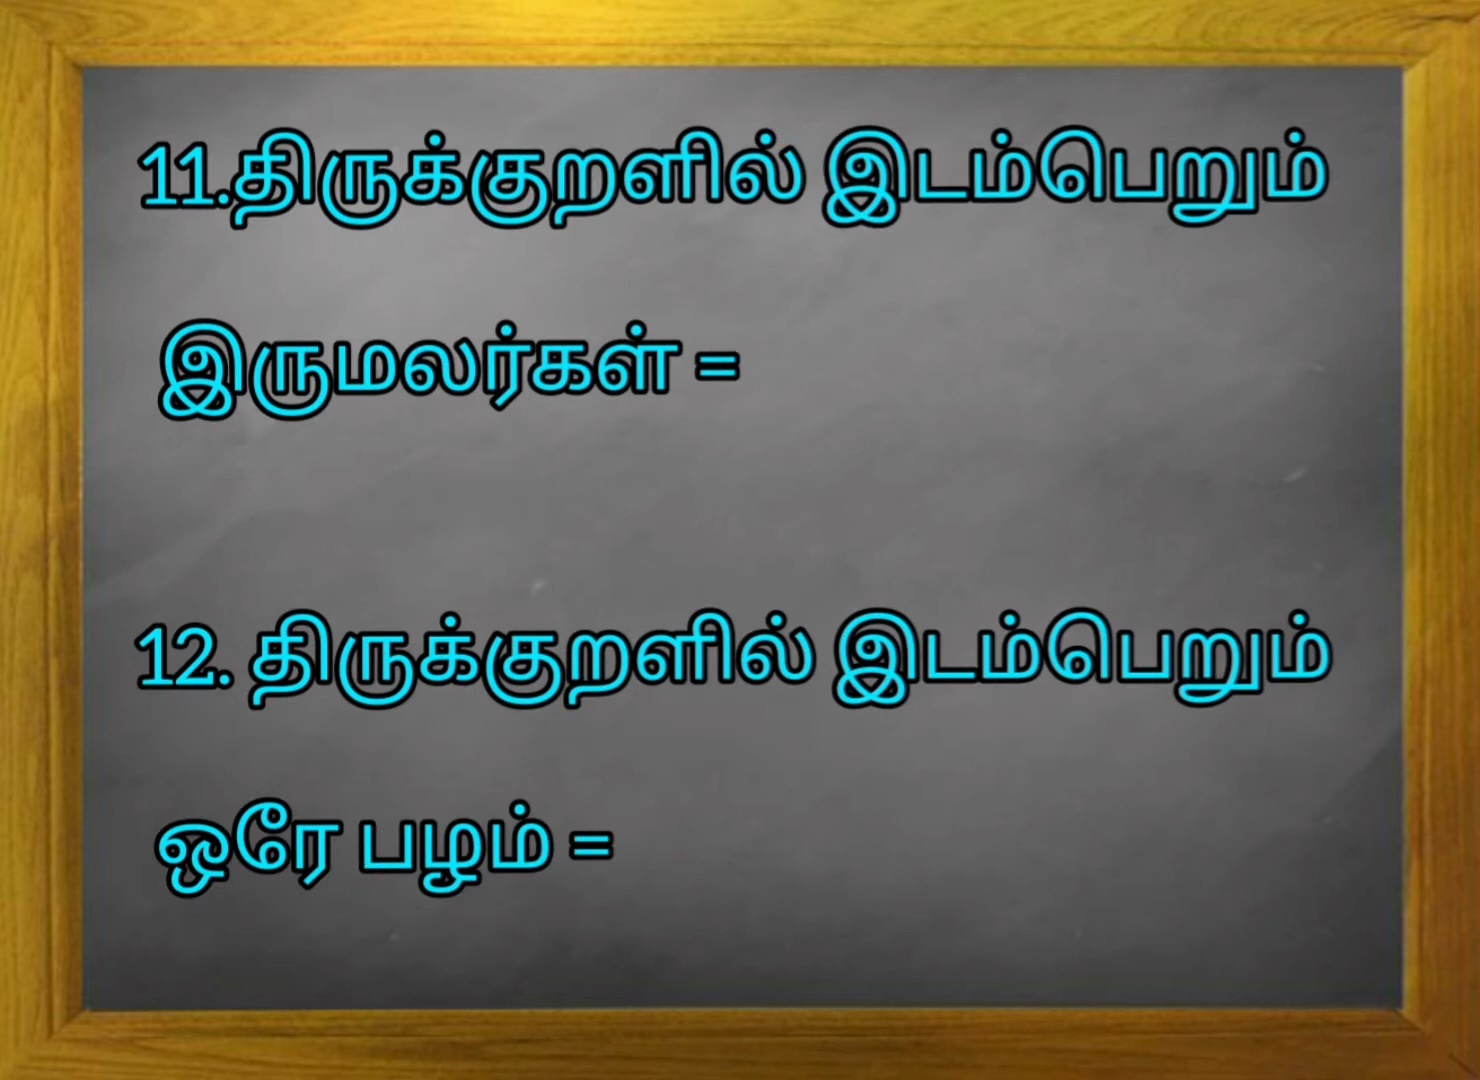 11.திருக்குறளில் இடம்பெறும்
இருமலர்கள் =
12. திருக்குறளில் இடம்பெறும்
ஒரே பழம் =